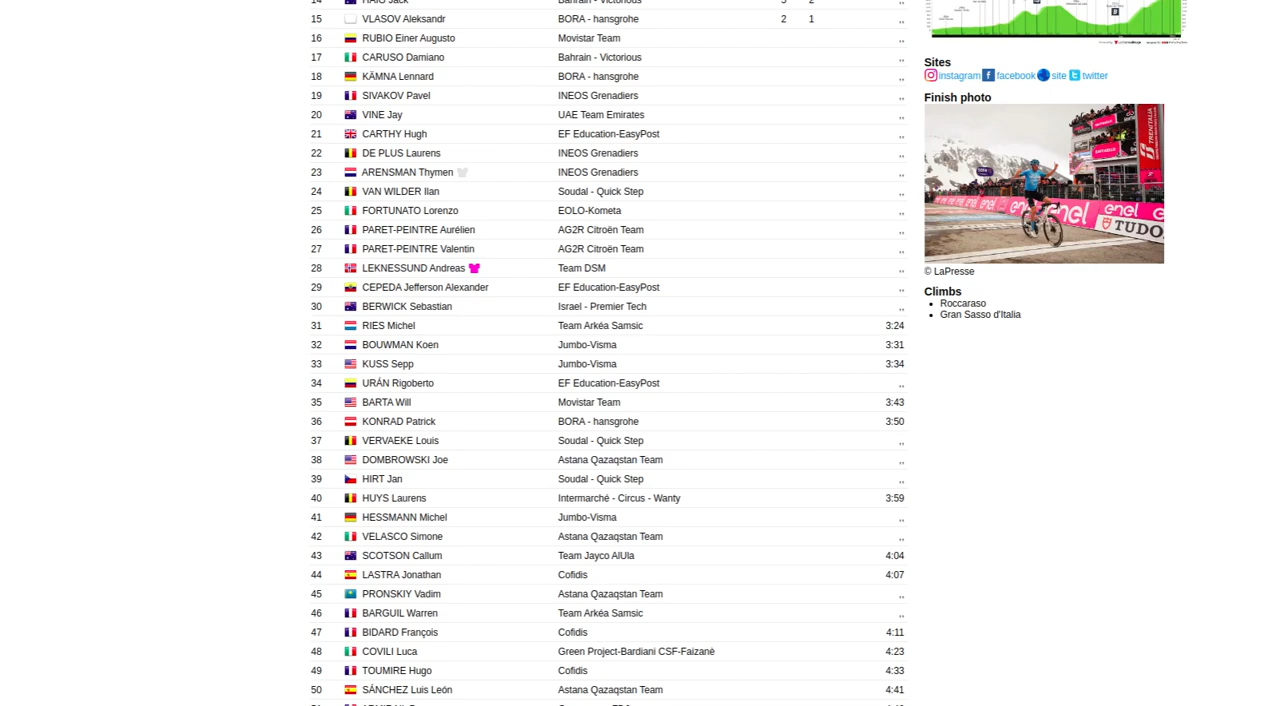 14 HAIG Jack Bahrain - Victorious 3 2 ,,
15 VLASOV Aleksandr BORA - hansgrohe 2 1 ,,
16 RUBIO Einer Augusto Movistar Team ,,
17 CARUSO Damiano Bahrain - Victorious ,,
18 KÄMNA Lennard BORA - hansgrohe ,,
19 SIVAKOV Pavel INEOS Grenadiers ,,
20 VINE Jay UAE Team Emirates ,,
21 CARTHY Hugh EF Education-EasyPost ,,
22 DE PLUS Laurens INEOS Grenadiers ,,
23 ARENSMAN Thymen INEOS Grenadiers ,,
24 VAN WILDER Ilan Soudal - Quick Step ,,
25 FORTUNATO Lorenzo EOLO-Kometa ,,
26 PARET-PEINTRE Aurélien AG2R Citroën Team ,,
27 PARET-PEINTRE Valentin AG2R Citroën Team ,,
28 LEKNESSUND Andreas Team DSM ,,
29 CEPEDA Jefferson Alexander EF Education-EasyPost ,,
30 BERWICK Sebastian Israel - Premier Tech ,,
31 RIES Michel Team Arkéa Samsic 3:24
32 BOUWMAN Koen Jumbo-Visma 3:31
33 KUSS Sepp Jumbo-Visma 3:34
34 URÁN Rigoberto EF Education-EasyPost ,,
35 BARTA Will Movistar Team 3:43
36 KONRAD Patrick BORA - hansgrohe 3:50
37 VERVAEKE Louis Soudal - Quick Step ,,
38 DOMBROWSKI Joe Astana Qazaqstan Team ,,
39 HIRT Jan Soudal - Quick Step ,,
40 HUYS Laurens Intermarché - Circus - Wanty 3:59
41 HESSMANN Michel Jumbo-Visma ,,
42 VELASCO Simone Astana Qazaqstan Team ,,
43 SCOTSON Callum Team Jayco AlUla 4:04
44 LASTRA Jonathan Cofidis 4:07
45 PRONSKIY Vadim Astana Qazaqstan Team ,,
46 BARGUIL Warren Team Arkéa Samsic ,,
47 BIDARD François Cofidis 4:11
48 COVILI Luca Green Project-Bardiani CSF-Faizanè 4:23
49 TOUMIRE Hugo Cofidis 4:33
50 SÁNCHEZ Luis León Astana Qazaqstan Team 4:41
Sites
instagram facebook site twitter
Finish photo
TRENITALIA
enel
enel
TUDO
© LaPresse
Climbs
Roccaraso
Gran Sasso d'Italia